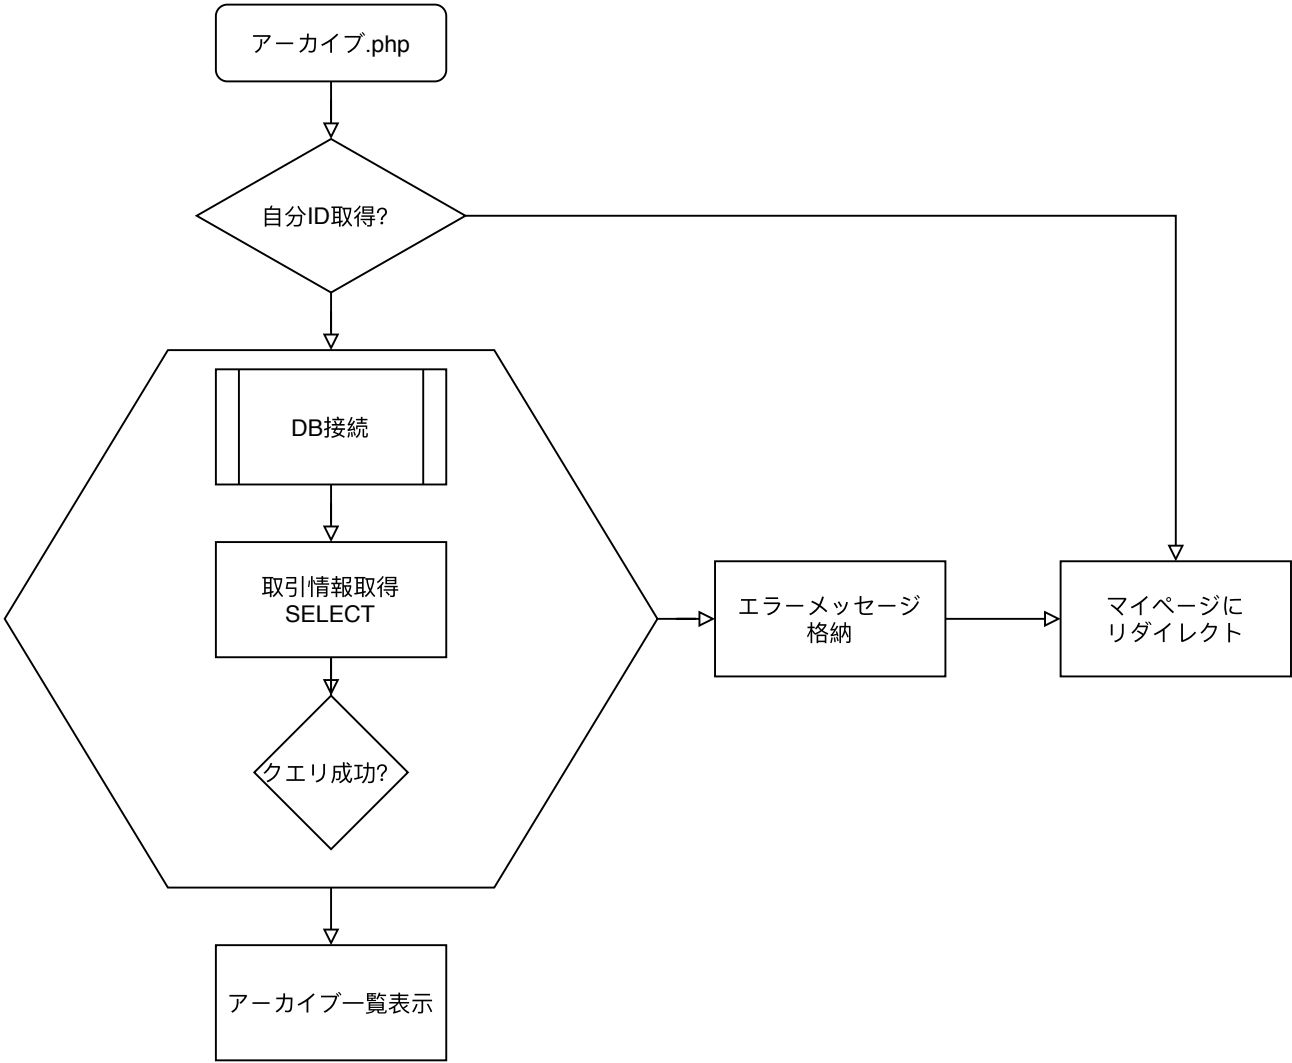 アーカイブ.php
自分ID取得?
DB接続
取引情報取得
SELECT
クエリ成功?
エラーメッセージ
格納
マイページに
リダイレクト
アーカイブ一覧表示